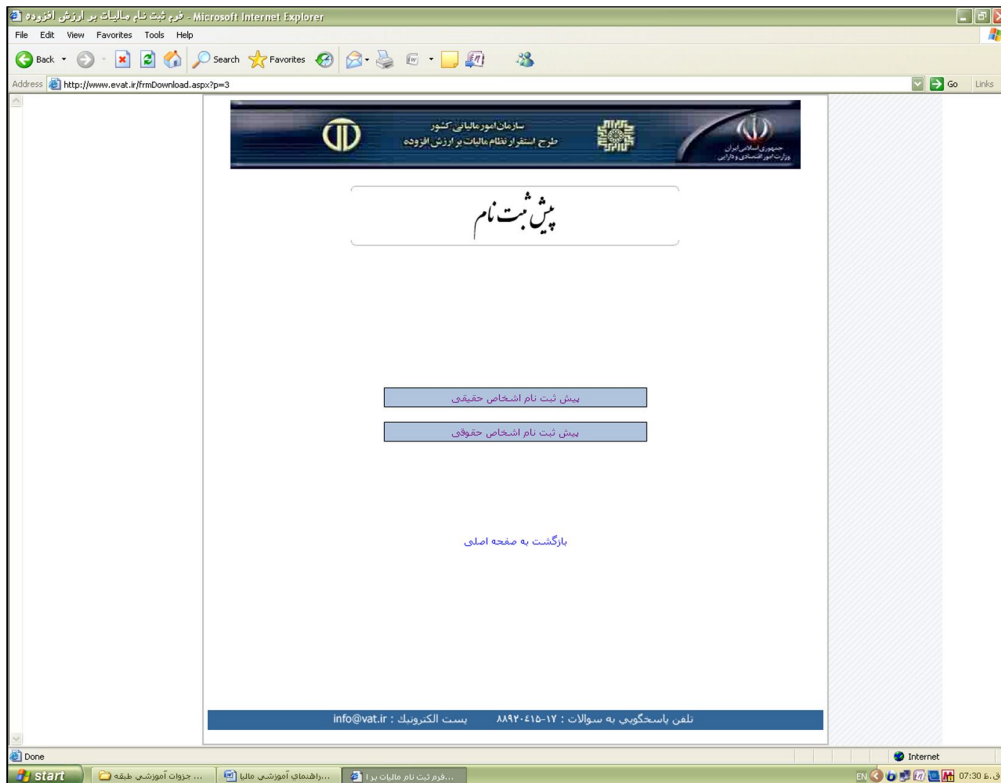 فرم ثبت نام مالیات بر ارزش افزوده - Microsoft Internet Explorer
File Edit View Favorites Tools Help
Back Search Favorites
Address http://www.evat.ir/frmDownload.aspx?p=3 Go Links
سازمان امور مالیاتی کشور
طرح استقرار نظام مالیات بر ارزش افزوده
جمهوری اسلامی ایران
وزارت امور اقتصادی و دارایی
پیش ثبت نام
پیش ثبت نام اشخاص حقیقی
پیش ثبت نام اشخاص حقوقی
بازگشت به صفحه اصلی
تلفن پاسخگویی به سوالات : ۱۷-۸۸۹۲۰٤۱۵ پست الکترونیك : info@vat.ir
Done Internet
start جزوات آموزشی طبقه ... راهنمای آموزشی مالیا... فرم ثبت نام مالیات بر ا... EN 07:30 ق.ظ